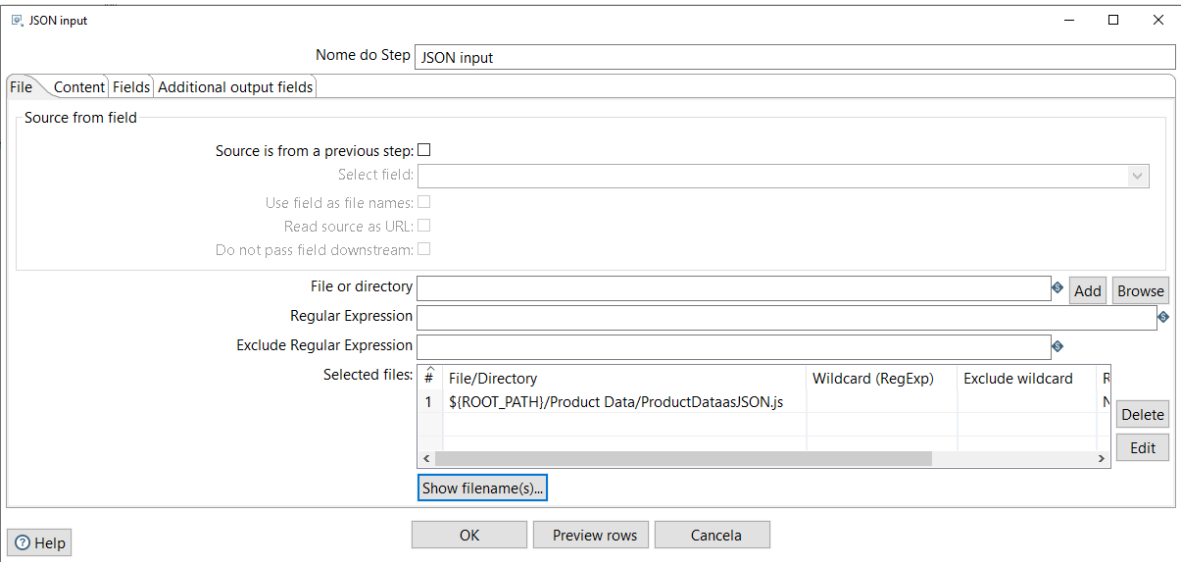 JSON input
Nome do Step JSON input
File Content Fields Additional output fields
Source from field
Source is from a previous step:
Select field:
Use field as file names:
Read source as URL:
Do not pass field downstream:
File or directory Add Browse
Regular Expression
Exclude Regular Expression
Selected files: # File/Directory Wildcard (RegExp) Exclude wildcard R
1 ${ROOT_PATH}/Product Data/ProductDataasJSON.js N
Delete
Edit
Show filename(s)...
Help OK Preview rows Cancela